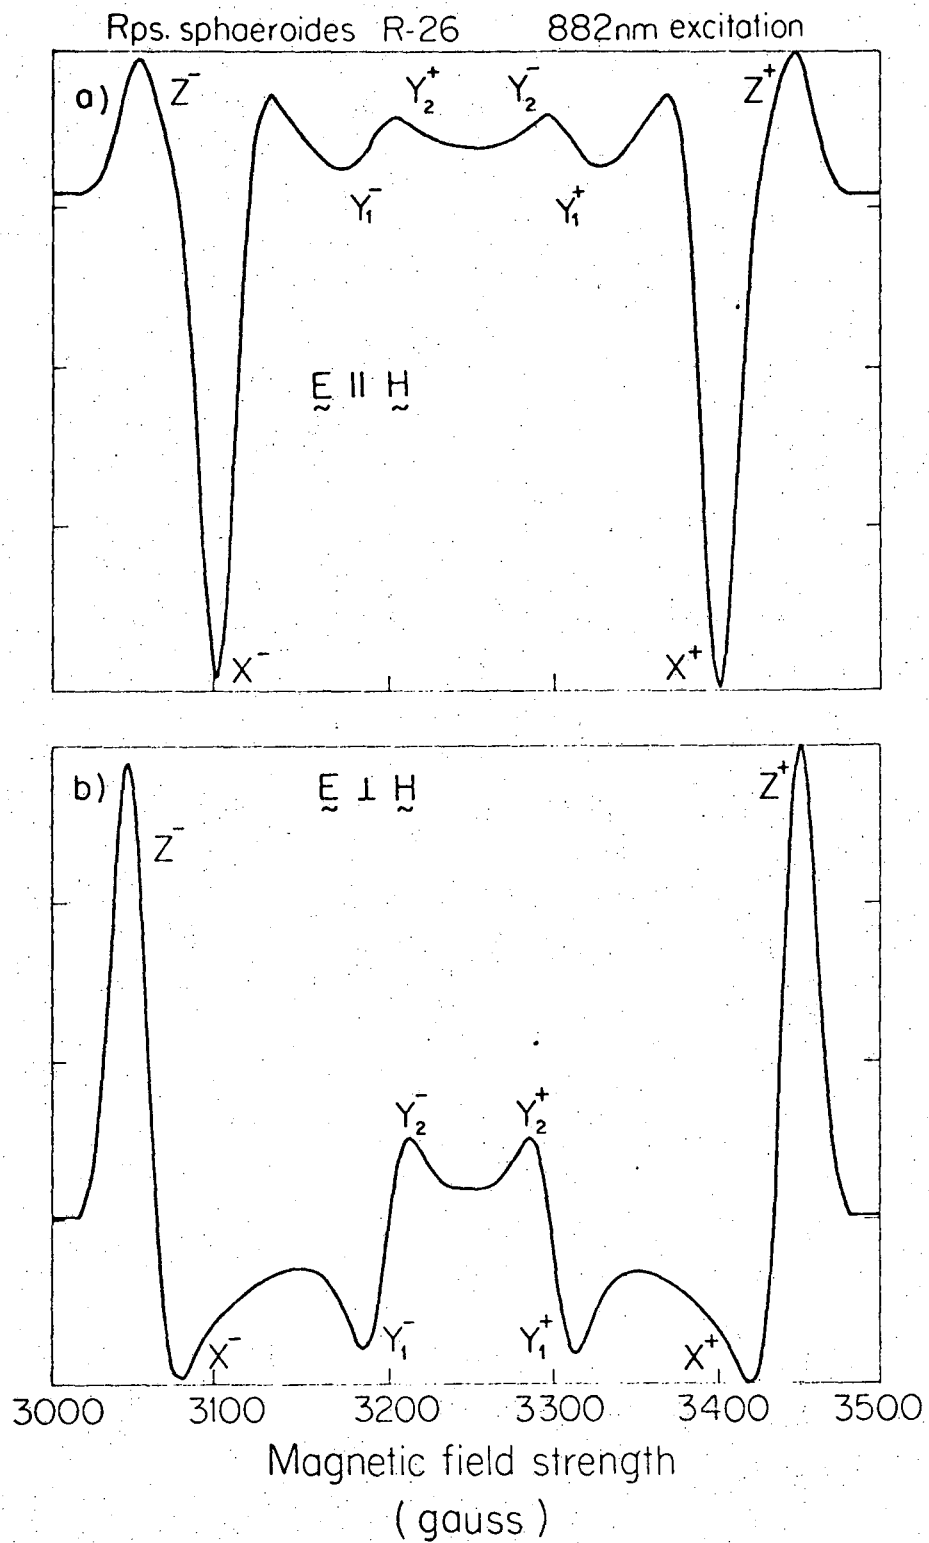 Rps. sphaeroides R-26 882nm excitation
a)
Z⁻
Y₂⁺
Y₂⁻
Z⁺
Y₁⁻
Y₁⁺
E || H
X⁻
X⁺
b)
E ⊥ H
Z⁺
Z⁻
Y₂⁻
Y₂⁺
X⁻
Y₁⁻
Y₁⁺
X⁺
3000 3100 3200 3300 3400 3500
Magnetic field strength
(gauss)